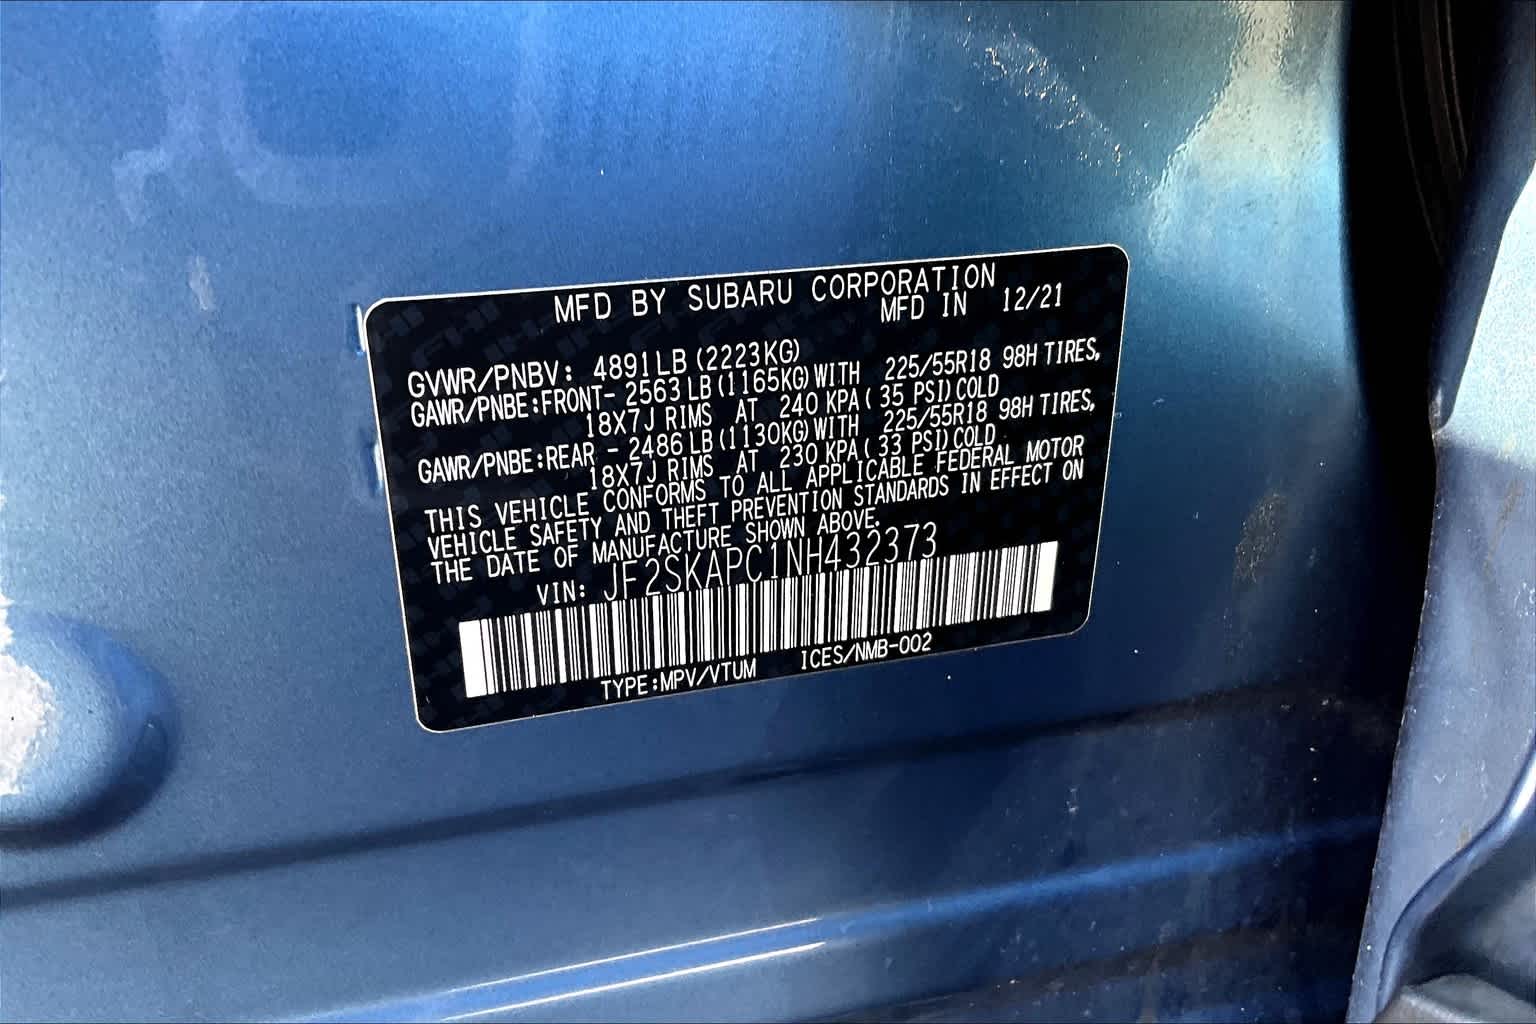 MFD BY SUBARU CORPORATION
MFD IN 12/21
GVWR/PNBV: 4891LB (2223KG)
GAWR/PNBE:FRONT- 2563 LB (1165KG) WITH 225/55R18 98H TIRES,
18X7J RIMS AT 240 KPA ( 35 PSI) COLD
GAWR/PNBE:REAR - 2486 LB (1130KG) WITH 225/55R18 98H TIRES,
18X7J RIMS AT 230 KPA ( 33 PSI) COLD
THIS VEHICLE CONFORMS TO ALL APPLICABLE FEDERAL MOTOR
VEHICLE SAFETY AND THEFT PREVENTION STANDARDS IN EFFECT ON
THE DATE OF MANUFACTURE SHOWN ABOVE.
VIN: JF2SKAPC1NH432373
TYPE:MPV/VTUM ICES/NMB-002